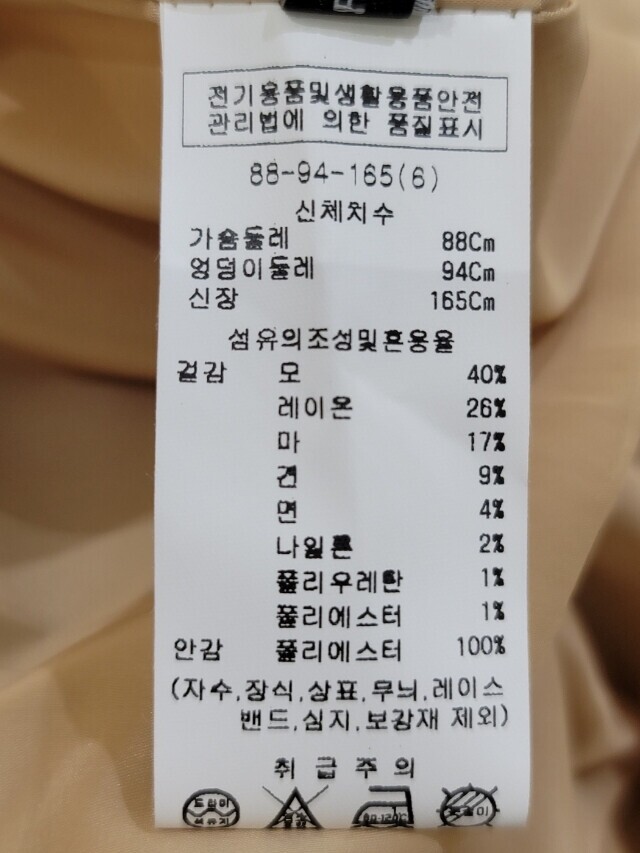 전기용품및생활용품안전
관리법에 의한 품질표시
88-94-165(6)
신체치수
가슴둘레 88Cm
엉덩이둘레 94Cm
신장 165Cm
섬유의조성및혼용율
겉감 모 40%
레이온 26%
마 17%
견 9%
면 4%
나일론 2%
폴리우레탄 1%
폴리에스터 1%
안감 폴리에스터 100%
(자수,장식,상표,무늬,레이스
밴드,심지,보강재 제외)
취급주의
드라이